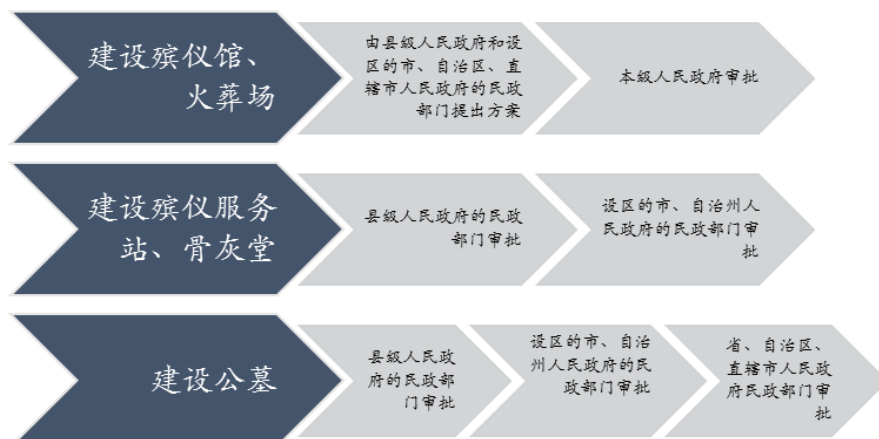 建设殡仪馆、
火葬场
由县级人民政府和设
区的市、自治区、直
辖市人民政府的民政
部门提出方案
本级人民政府审批
建设殡仪服务
站、骨灰堂
县级人民政府的民政
部门审批
设区的市、自治州人
民政府的民政部门审
批
建设公墓
县级人民政
府的民政部
门审批
设区的市、自治
州人民政府的民
政部门审批
省、自治区、
直辖市人民政
府民政部门审
批